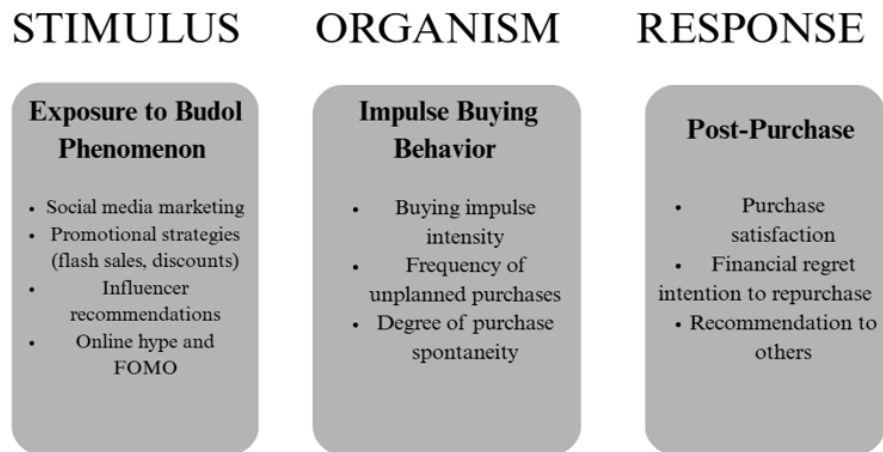 STIMULUS
ORGANISM
RESPONSE
Exposure to Budol
Phenomenon
• Social media marketing
• Promotional strategies
(flash sales, discounts)
• Influencer
recommendations
• Online hype and
FOMO
Impulse Buying
Behavior
• Buying impulse
intensity
• Frequency of
unplanned purchases
• Degree of purchase
spontaneity
Post-Purchase
• Purchase
satisfaction
• Financial regret
intention to repurchase
• Recommendation to
others